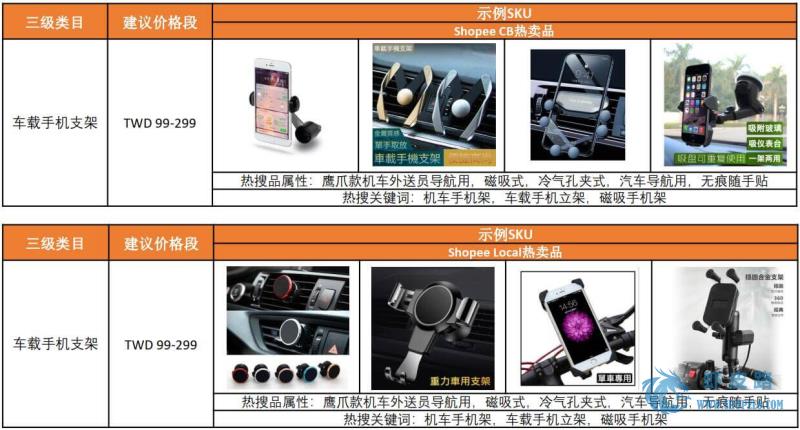 三级类目 建议价格段 示例SKU
Shopee CB热卖品
车载手机支架 TWD 99-299
車載手機支架
金屬質感
單手取放
車載手機支架
吸附玻璃
吸仪表台
吸盘可重复使用 一架两用
热搜品属性：鹰爪款机车外送员导航用，磁吸式，冷气孔夹式，汽车导航用，无痕随手贴
热搜关键词：机车手机架，车载手机立架，磁吸手机架
三级类目 建议价格段 示例SKU
Shopee Local热卖品
车载手机支架 TWD 99-299
重力車用支架
14:56
單車專用
穩固合金支架
360
热搜品属性：鹰爪款机车外送员导航用，磁吸式，冷气孔夹式，汽车导航用，无痕随手贴
热搜关键词：机车手机架，车载手机立架，磁吸手机架